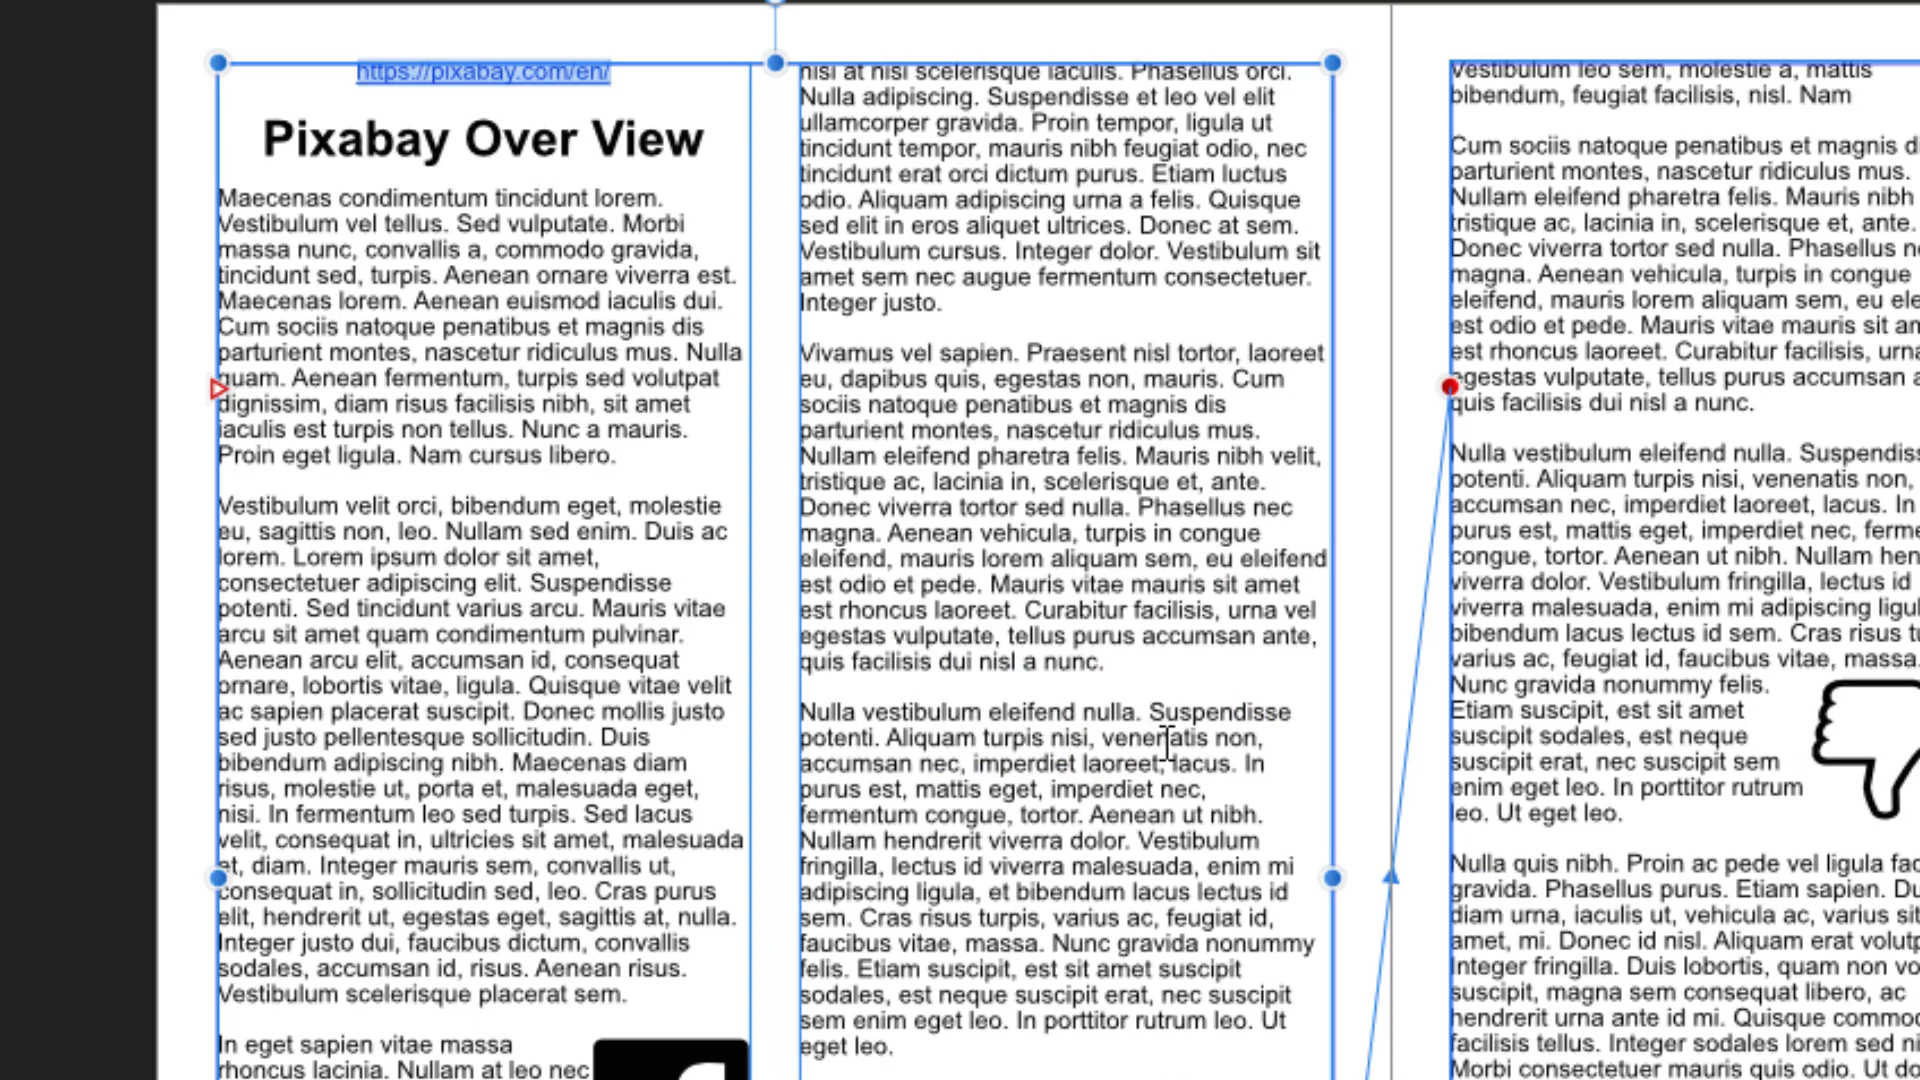 https://pixabay.com/en/
Pixabay Over View
Maecenas condimentum tincidunt lorem.
Vestibulum vel tellus. Sed vulputate. Morbi
massa nunc, convallis a, commodo gravida,
tincidunt sed, turpis. Aenean ornare viverra est.
Maecenas lorem. Aenean euismod iaculis dui.
Cum sociis natoque penatibus et magnis dis
parturient montes, nascetur ridiculus mus. Nulla
quam. Aenean fermentum, turpis sed volutpat
dignissim, diam risus facilisis nibh, sit amet
iaculis est turpis non tellus. Nunc a mauris.
Proin eget ligula. Nam cursus libero.
Vestibulum velit orci, bibendum eget, molestie
eu, sagittis non, leo. Nullam sed enim. Duis ac
lorem. Lorem ipsum dolor sit amet,
consectetuer adipiscing elit. Suspendisse
potenti. Sed tincidunt varius arcu. Mauris vitae
arcu sit amet quam condimentum pulvinar.
Aenean arcu elit, accumsan id, consequat
ornare, lobortis vitae, ligula. Quisque vitae velit
ac sapien placerat suscipit. Donec mollis justo
sed justo pellentesque sollicitudin. Duis
bibendum adipiscing nibh. Maecenas diam
risus, molestie ut, porta et, malesuada eget,
nisi. In fermentum leo sed turpis. Sed lacus
velit, consequat in, ultricies sit amet, malesuada
et, diam. Integer mauris sem, convallis ut,
consequat in, sollicitudin sed, leo. Cras purus
elit, hendrerit ut, egestas eget, sagittis at, nulla.
Integer justo dui, faucibus dictum, convallis
sodales, accumsan id, risus. Aenean risus.
Vestibulum scelerisque placerat sem.
In eget sapien vitae massa
rhoncus lacinia. Nullam at leo nec
nisl at nisl scelerisque iaculis. Phasellus orci.
Nulla adipiscing. Suspendisse et leo vel elit
ullamcorper gravida. Proin tempor, ligula ut
tincidunt tempor, mauris nibh feugiat odio, nec
tincidunt erat orci dictum purus. Etiam luctus
odio. Aliquam adipiscing urna a felis. Quisque
sed elit in eros aliquet ultrices. Donec at sem.
Vestibulum cursus. Integer dolor. Vestibulum sit
amet sem nec augue fermentum consectetuer.
Integer justo.
Vivamus vel sapien. Praesent nisl tortor, laoreet
eu, dapibus quis, egestas non, mauris. Cum
sociis natoque penatibus et magnis dis
parturient montes, nascetur ridiculus mus.
Nullam eleifend pharetra felis. Mauris nibh velit,
tristique ac, lacinia in, scelerisque et, ante.
Donec viverra tortor sed nulla. Phasellus nec
magna. Aenean vehicula, turpis in congue
eleifend, mauris lorem aliquam sem, eu eleifend
est odio et pede. Mauris vitae mauris sit amet
est rhoncus laoreet. Curabitur facilisis, urna vel
egestas vulputate, tellus purus accumsan ante,
quis facilisis dui nisl a nunc.
Nulla vestibulum eleifend nulla. Suspendisse
potenti. Aliquam turpis nisi, venenatis non,
accumsan nec, imperdiet laoreet, lacus. In
purus est, mattis eget, imperdiet nec,
fermentum congue, tortor. Aenean ut nibh.
Nullam hendrerit viverra dolor. Vestibulum
fringilla, lectus id viverra malesuada, enim mi
adipiscing ligula, et bibendum lacus lectus id
sem. Cras risus turpis, varius ac, feugiat id,
faucibus vitae, massa. Nunc gravida nonummy
felis. Etiam suscipit, est sit amet suscipit
sodales, est neque suscipit erat, nec suscipit
sem enim eget leo. In porttitor rutrum leo. Ut
eget leo.
Vestibulum leo sem, molestie a, mattis
bibendum, feugiat facilisis, nisl. Nam
Cum sociis natoque penatibus et magnis
parturient montes, nascetur ridiculus mus.
Nullam eleifend pharetra felis. Mauris nibh
tristique ac, lacinia in, scelerisque et, ante.
Donec viverra tortor sed nulla. Phasellus
magna. Aenean vehicula, turpis in congue
eleifend, mauris lorem aliquam sem, eu
est odio et pede. Mauris vitae mauris sit
est rhoncus laoreet. Curabitur facilisis,
egestas vulputate, tellus purus accumsan
quis facilisis dui nisl a nunc.
Nulla vestibulum eleifend nulla.
potenti. Aliquam turpis nisi, venenatis non,
accumsan nec, imperdiet laoreet, lacus. In
purus est, mattis eget, imperdiet nec,
congue, tortor. Aenean ut nibh. Nullam
viverra dolor. Vestibulum fringilla, lectus id
viverra malesuada, enim mi adipiscing
bibendum lacus lectus id sem. Cras risus
varius ac, feugiat id, faucibus vitae, massa.
Nunc gravida nonummy felis.
Etiam suscipit, est sit amet
suscipit sodales, est neque
suscipit erat, nec suscipit sem
enim eget leo. In porttitor rutrum
leo. Ut eget leo.
Nulla quis nibh. Proin ac pede vel ligula
gravida. Phasellus purus. Etiam sapien.
diam urna, iaculis ut, vehicula ac, varius
amet, mi. Donec id nisl. Aliquam erat
Integer fringilla. Duis lobortis, quam non
suscipit, magna sem consequat libero, ac
hendrerit urna ante id mi. Quisque
facilisis tellus. Integer sodales lorem sed
Morbi consectetuer mauris quis odio. Ut